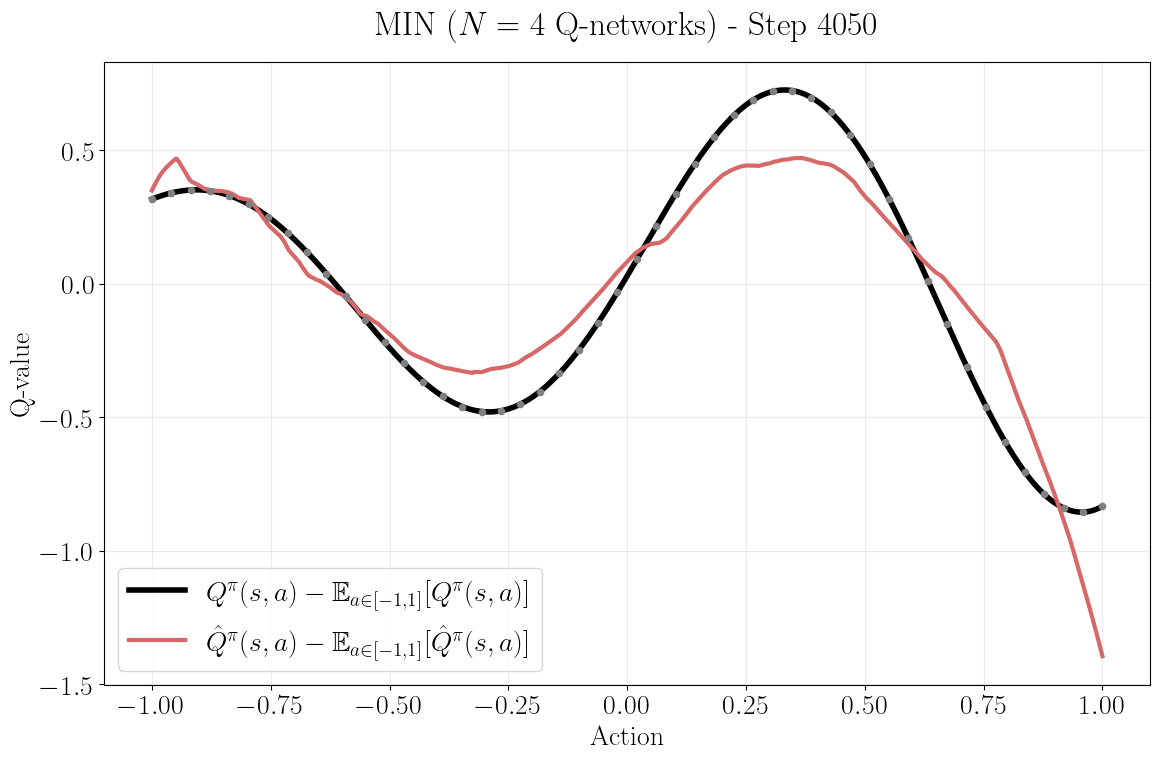 MIN (N = 4 Q-networks) - Step 4050
Q-value
0.5
0.0
−0.5
−1.0
−1.5
Q^π(s, a) − 𝔼_{a∈[−1,1]}[Q^π(s, a)]
Q̂^π(s, a) − 𝔼_{a∈[−1,1]}[Q̂^π(s, a)]
−1.00 −0.75 −0.50 −0.25 0.00 0.25 0.50 0.75 1.00
Action